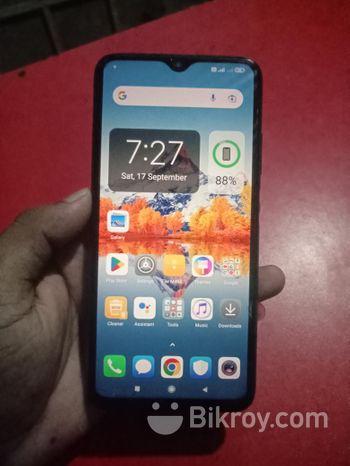 7:27
Sat, 17 September
88%
Gallery
Play Store
Settings
Themes
Google
Cleaner
Assistant
Tools
Music
Downloads
Bikroy.com